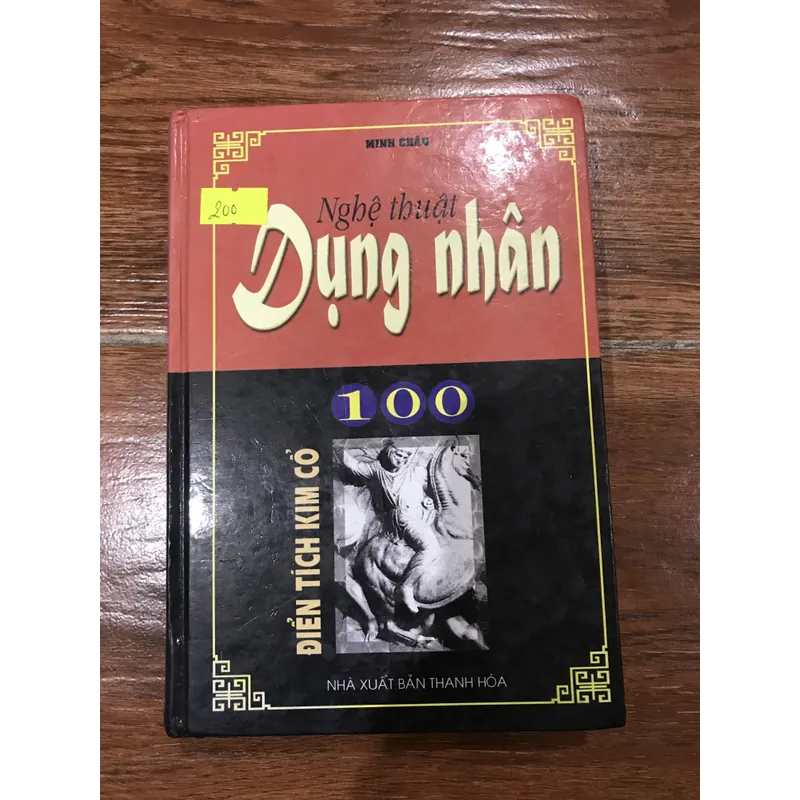 MINH CHÂU
200
Nghệ thuật
Dụng nhân
100
ĐIỂN TÍCH KIM CỔ
NHÀ XUẤT BẢN THANH HÓA